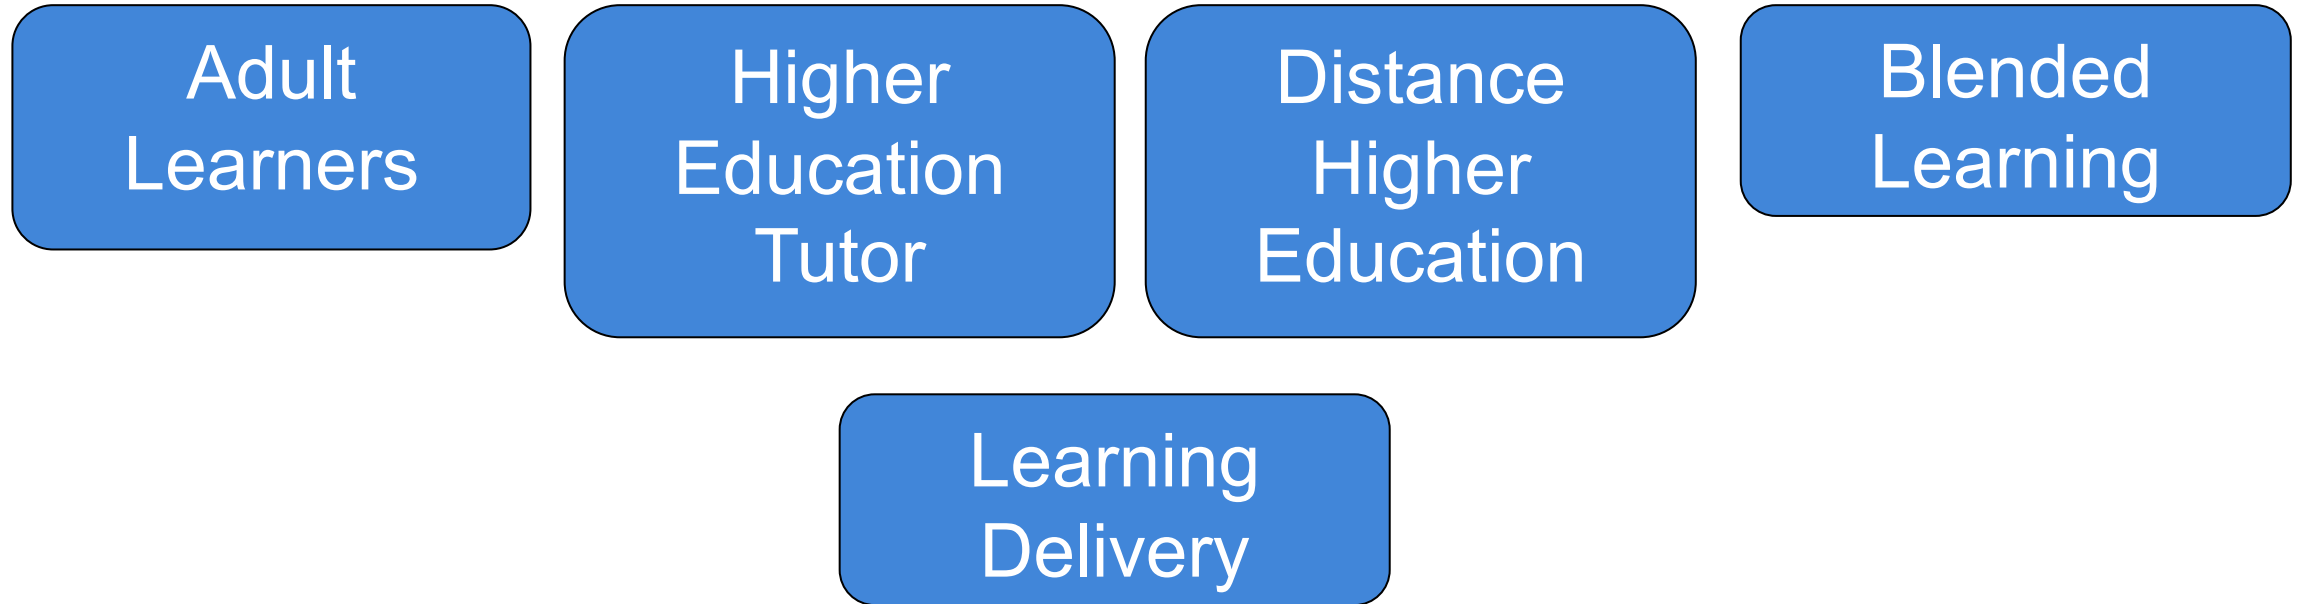 Adult
Learners
Higher
Education
Tutor
Distance
Higher
Education
Blended
Learning
Learning
Delivery